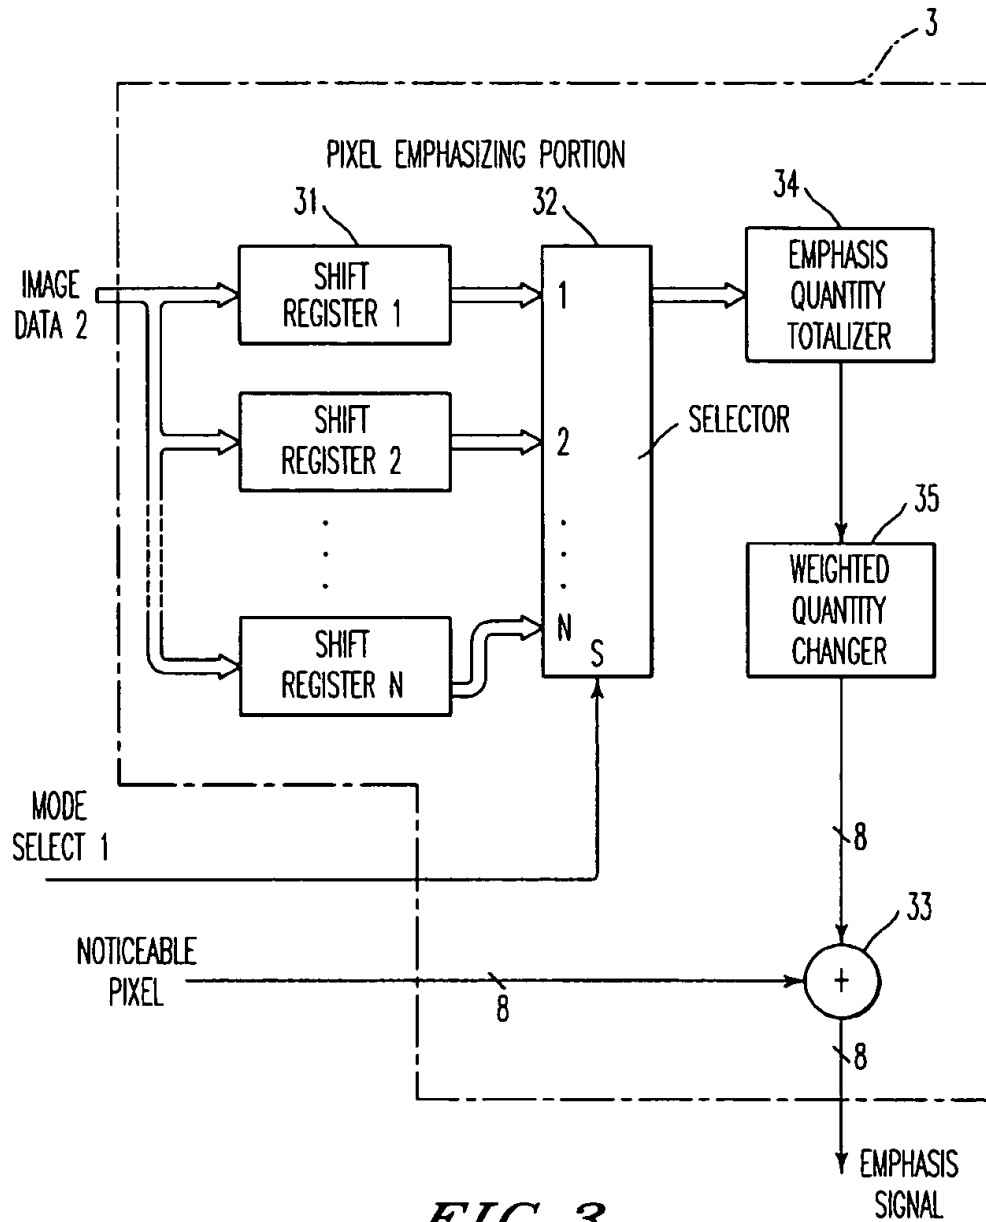 3
PIXEL EMPHASIZING PORTION
31
32
34
IMAGE
DATA 2
SHIFT
REGISTER 1
1
EMPHASIS
QUANTITY
TOTALIZER
SHIFT
REGISTER 2
2
SELECTOR
35
WEIGHTED
QUANTITY
CHANGER
SHIFT
REGISTER N
N
S
MODE
SELECT 1
8
33
NOTICEABLE
PIXEL
8
+
8
EMPHASIS
SIGNAL
FIG. 3